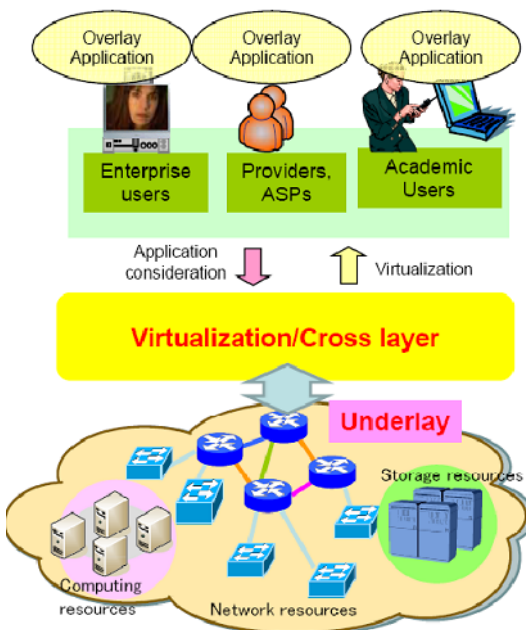 Overlay
Application
Overlay
Application
Overlay
Application
Enterprise
users
Providers,
ASPs
Academic
Users
Application
consideration
Virtualization
Virtualization/Cross layer
Underlay
Storage resources
Computing
resources
Network resources